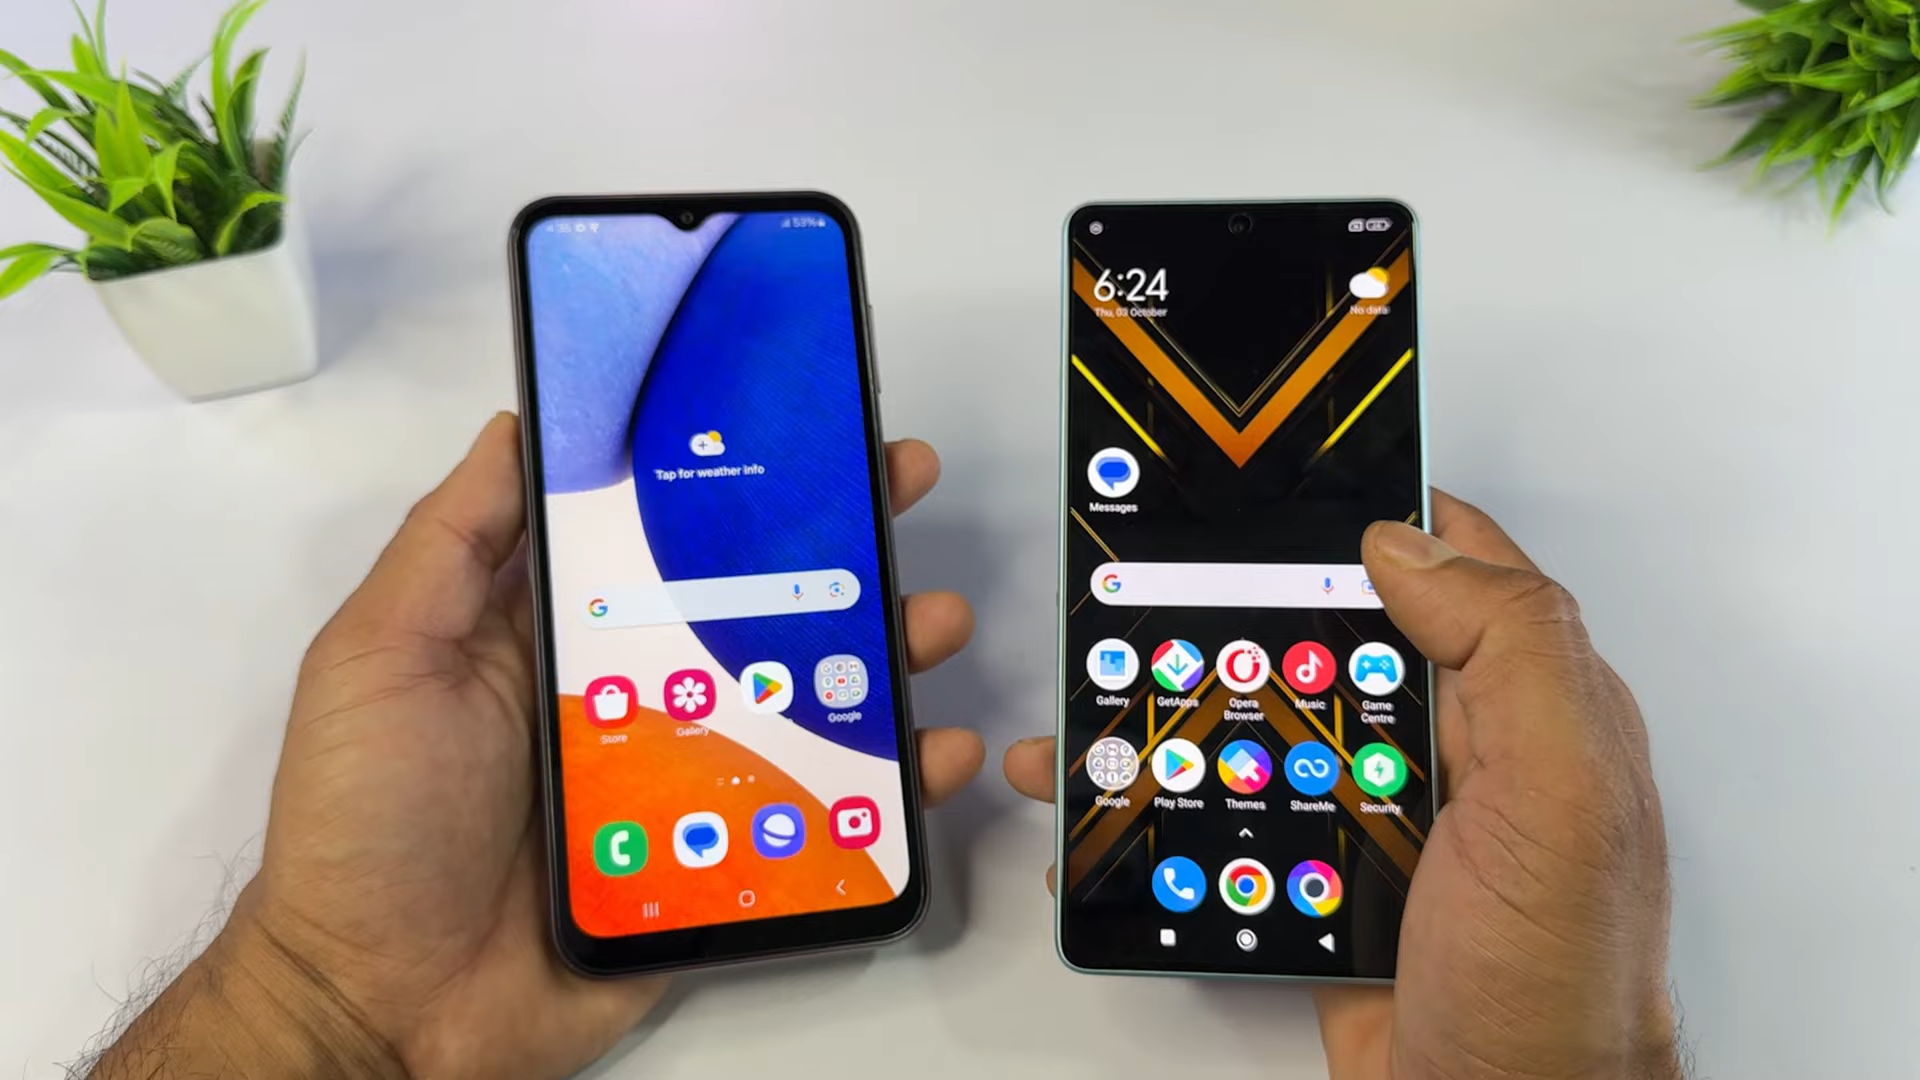 53%
Tap for weather info
G
Store
Gallery
Google
6:24
Thu, 03 October
No data
Messages
G
Gallery
GetApps
Opera
Browser
Music
Game
Centre
Google
Play Store
Themes
ShareMe
Security